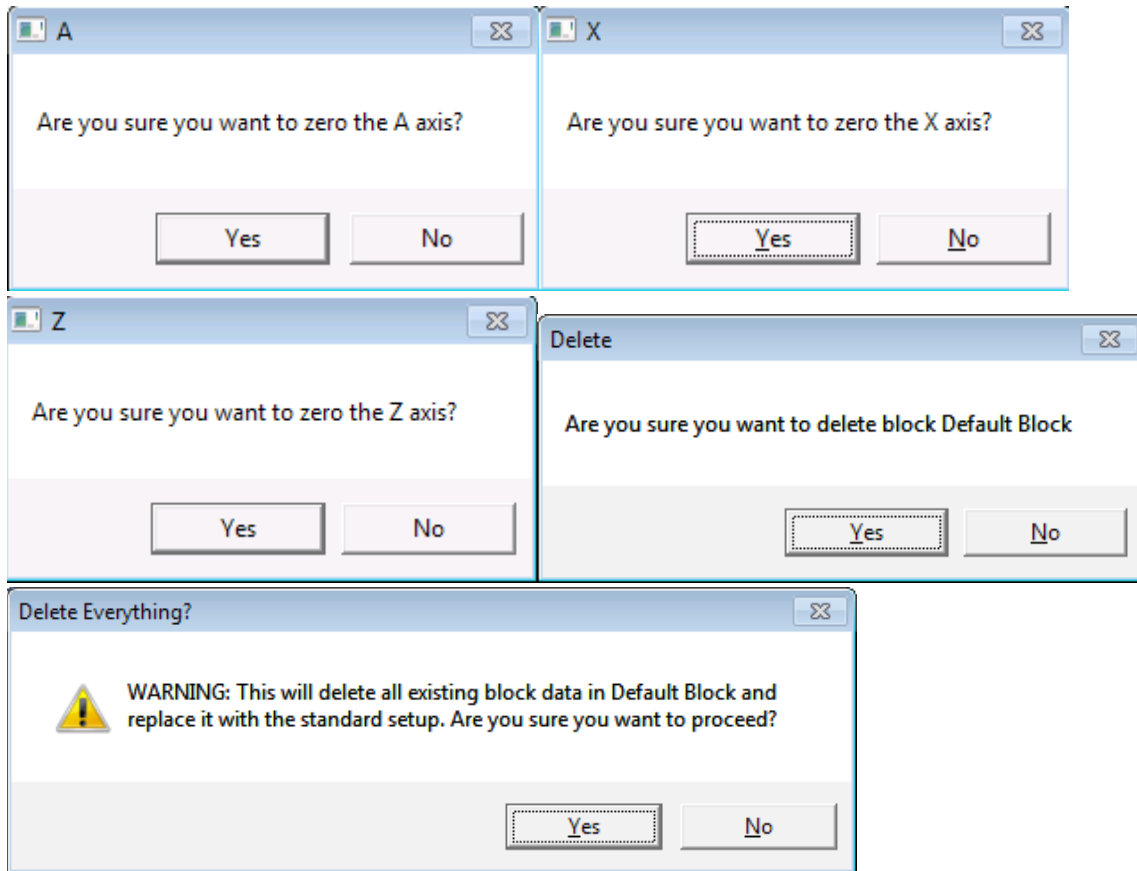 A
Are you sure you want to zero the A axis?
Yes No
X
Are you sure you want to zero the X axis?
Yes No
Z
Are you sure you want to zero the Z axis?
Yes No
Delete
Are you sure you want to delete block Default Block
Yes No
Delete Everything?
WARNING: This will delete all existing block data in Default Block and
replace it with the standard setup. Are you sure you want to proceed?
Yes No